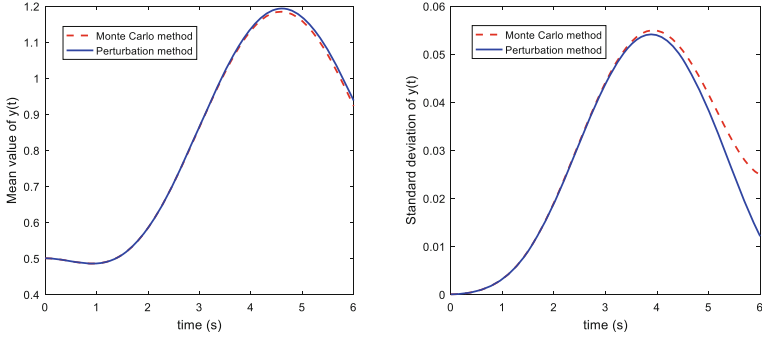 1.2
1.1
1
0.9
0.8
0.7
0.6
0.5
0.4
Mean value of y(t)
Monte Carlo method
Perturbation method
0 1 2 3 4 5 6
time (s)
0.06
0.05
0.04
0.03
0.02
0.01
0
Standard deviation of y(t)
Monte Carlo method
Perturbation method
0 1 2 3 4 5 6
time (s)